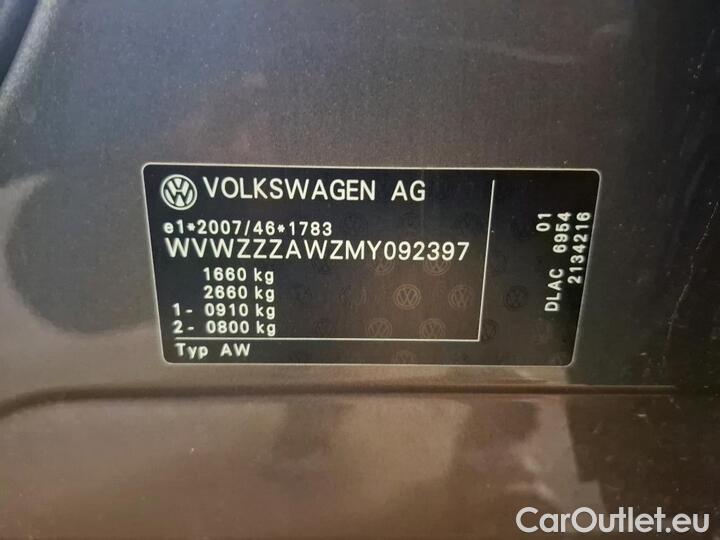 VOLKSWAGEN AG
e1*2007/46*1783
WVWZZZAWZMY092397
1660 kg
2660 kg
1- 0910 kg
2- 0800 kg
Typ AW
01
DLAC 6954
2134216
CarOutlet.eu